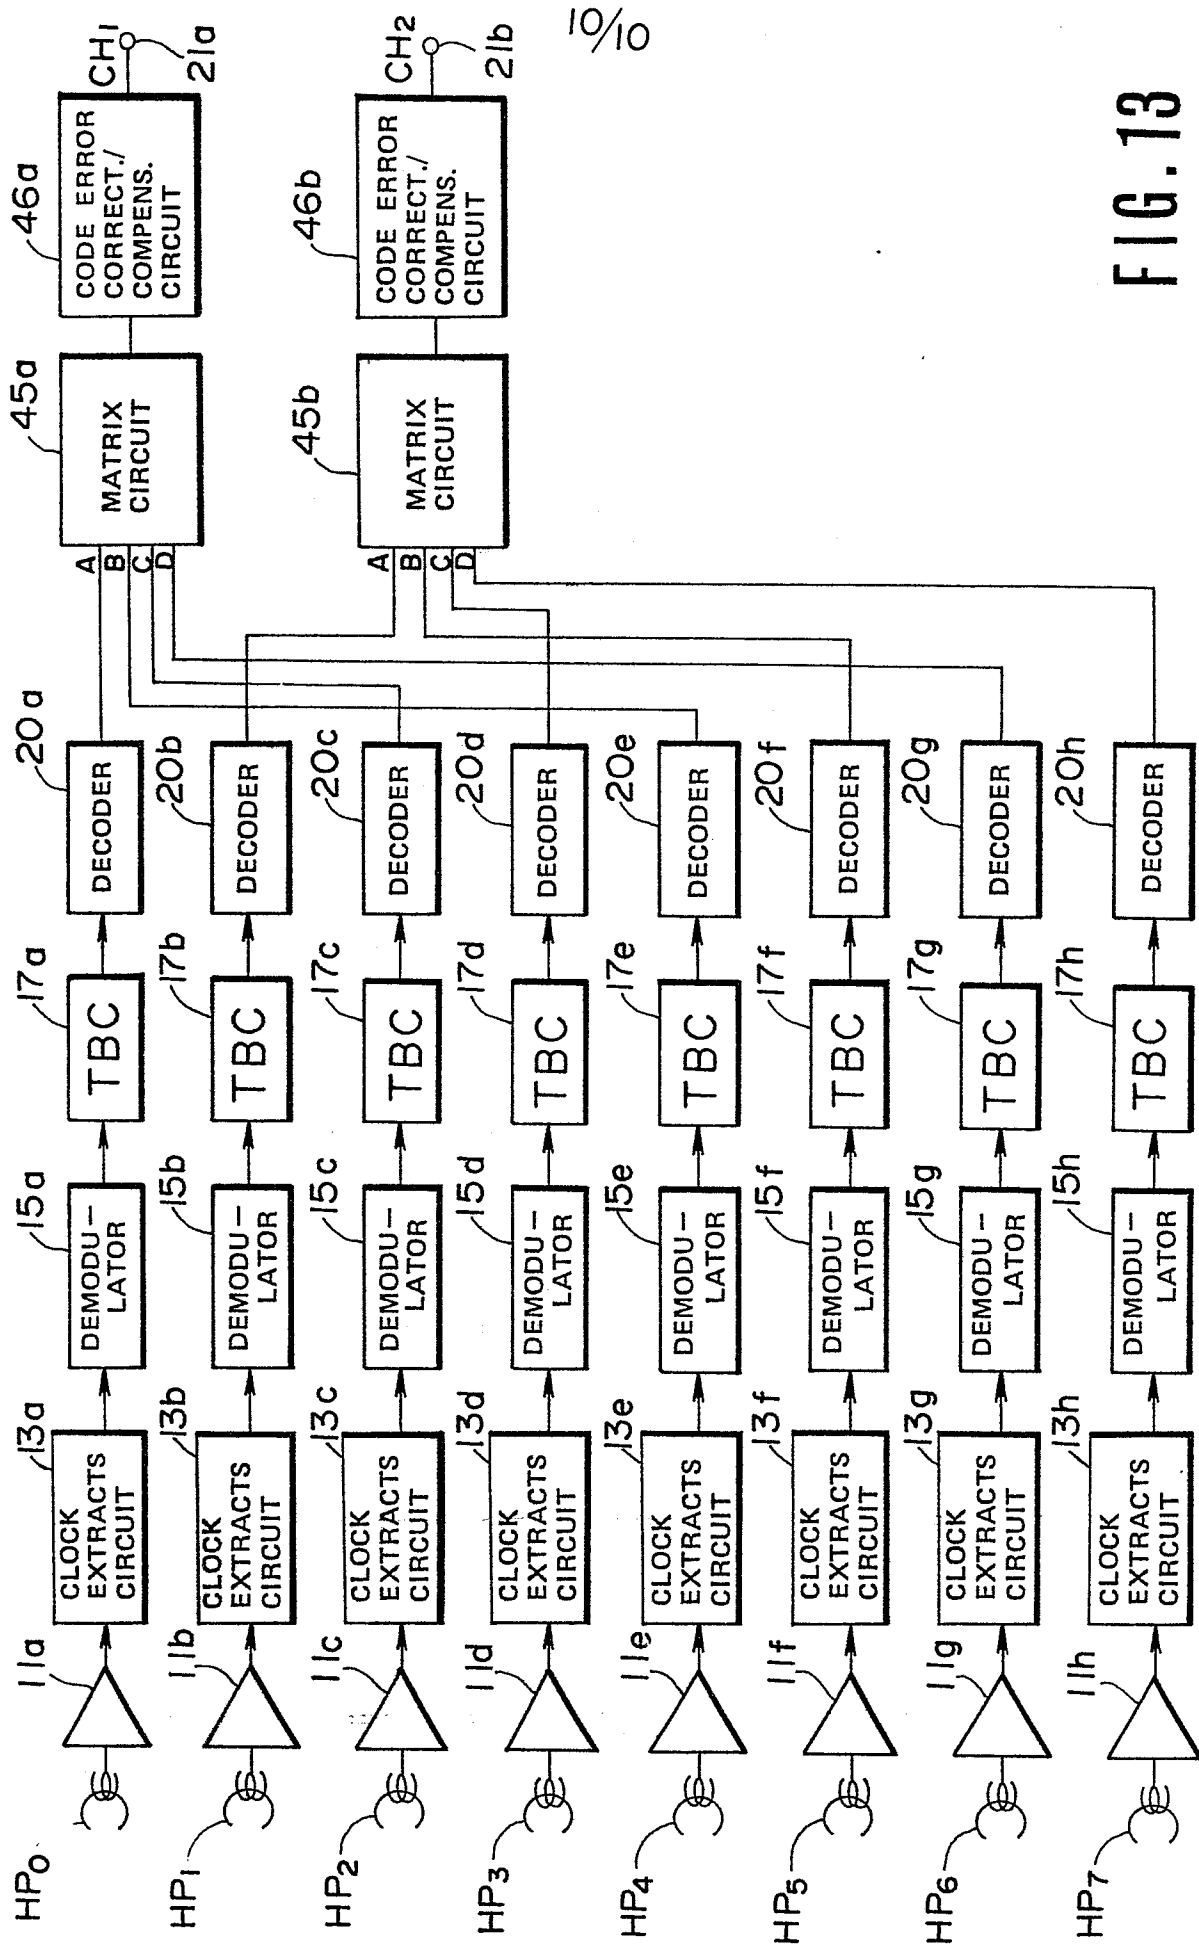 10/10
HP0
11a
13a
CLOCK
EXTRACTS
CIRCUIT
15a
DEMODU-
LATOR
17a
TBC
20a
DECODER
A
B
C
D
45a
MATRIX
CIRCUIT
46a
CODE ERROR
CORRECT./
COMPENS.
CIRCUIT
CH1
21a
HP1
11b
13b
CLOCK
EXTRACTS
CIRCUIT
15b
DEMODU-
LATOR
17b
TBC
20b
DECODER
HP2
11c
13c
CLOCK
EXTRACTS
CIRCUIT
15c
DEMODU-
LATOR
17c
TBC
20c
DECODER
A
B
C
D
45b
MATRIX
CIRCUIT
46b
CODE ERROR
CORRECT./
COMPENS.
CIRCUIT
CH2
21b
HP3
11d
13d
CLOCK
EXTRACTS
CIRCUIT
15d
DEMODU-
LATOR
17d
TBC
20d
DECODER
HP4
11e
13e
CLOCK
EXTRACTS
CIRCUIT
15e
DEMODU-
LATOR
17e
TBC
20e
DECODER
HP5
11f
13f
CLOCK
EXTRACTS
CIRCUIT
15f
DEMODU-
LATOR
17f
TBC
20f
DECODER
HP6
11g
13g
CLOCK
EXTRACTS
CIRCUIT
15g
DEMODU-
LATOR
17g
TBC
20g
DECODER
HP7
11h
13h
CLOCK
EXTRACTS
CIRCUIT
15h
DEMODU-
LATOR
17h
TBC
20h
DECODER
FIG.13